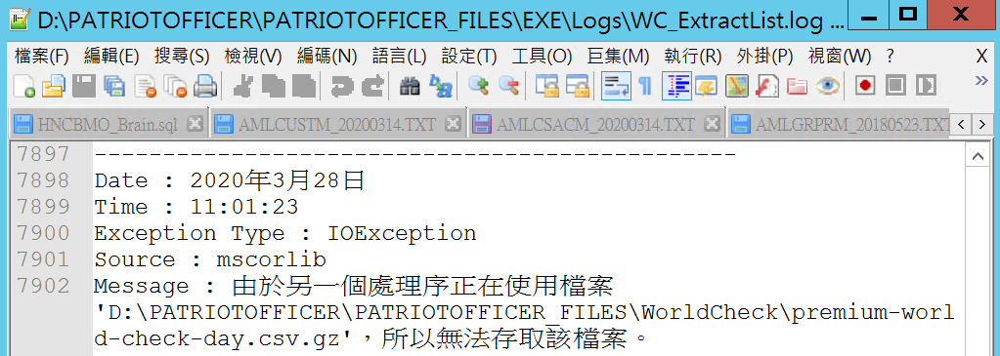 D:\PATRIOTOFFICER\PATRIOTOFFICER_FILES\EXE\Logs\WC_ExtractList.log ...
檔案(F) 編輯(E) 搜尋(S) 檢視(V) 編碼(N) 語言(L) 設定(T) 工具(O) 巨集(M) 執行(R) 外掛(P) 視窗(W) ? X
HNCBMO_Brain.sql AMLCUSTM_20200314.TXT AMLCSACM_20200314.TXT AMLGRPRM_20180523.TXT
7897 -----------------------------------------------
7898 Date : 2020年3月28日
7899 Time : 11:01:23
7900 Exception Type : IOException
7901 Source : mscorlib
7902 Message : 由於另一個處理序正在使用檔案
'D:\PATRIOTOFFICER\PATRIOTOFFICER_FILES\WorldCheck\premium-worl
d-check-day.csv.gz'，所以無法存取該檔案。